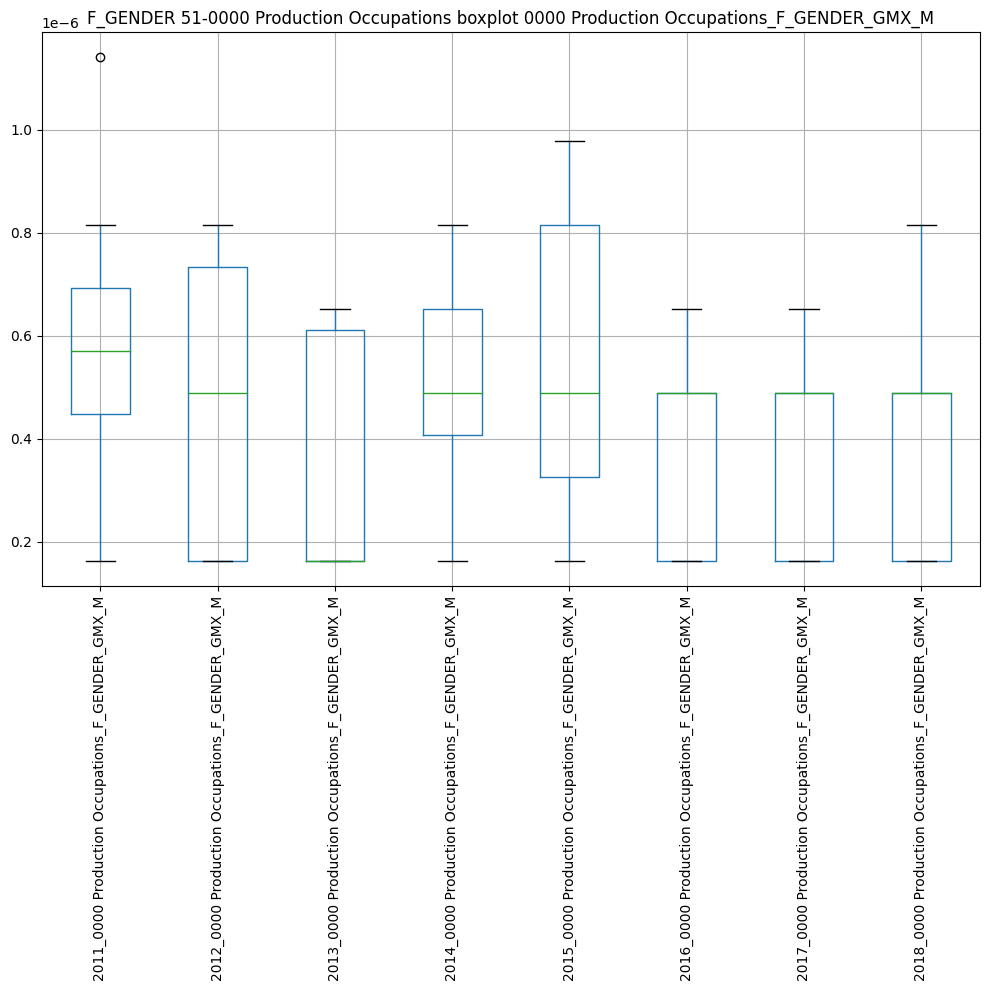 F_GENDER 51-0000 Production Occupations boxplot 0000 Production Occupations_F_GENDER_GMX_M
1e−6
1.0
0.8
0.6
0.4
0.2
2011_0000 Production Occupations_F_GENDER_GMX_M
2012_0000 Production Occupations_F_GENDER_GMX_M
2013_0000 Production Occupations_F_GENDER_GMX_M
2014_0000 Production Occupations_F_GENDER_GMX_M
2015_0000 Production Occupations_F_GENDER_GMX_M
2016_0000 Production Occupations_F_GENDER_GMX_M
2017_0000 Production Occupations_F_GENDER_GMX_M
2018_0000 Production Occupations_F_GENDER_GMX_M